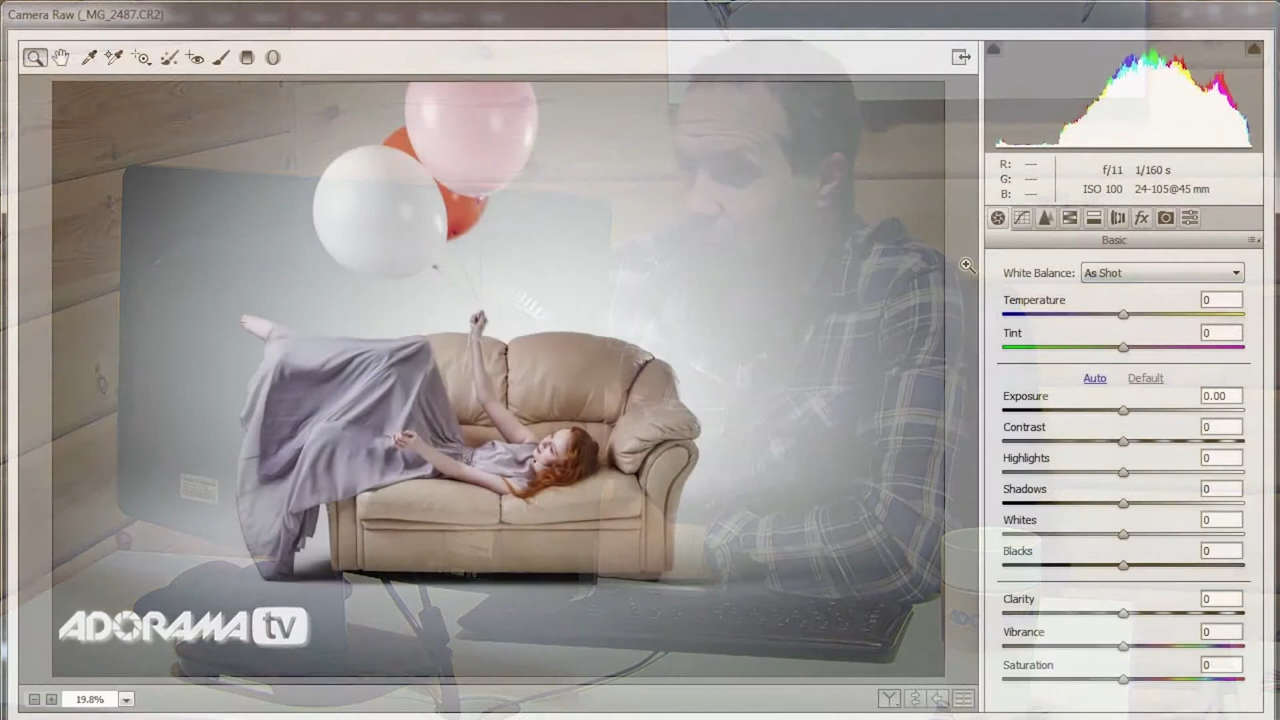 Camera Raw (_MG_2487.CR2)
R: ---
G: ---
B: ---
f/11 1/160 s
ISO 100 24-105@45 mm
fx
Basic
White Balance: As Shot
Temperature 0
Tint 0
Auto Default
Exposure 0.00
Contrast 0
Highlights 0
Shadows 0
Whites 0
Blacks 0
Clarity 0
Vibrance 0
Saturation 0
ADORAMA tv
19.8%
Y